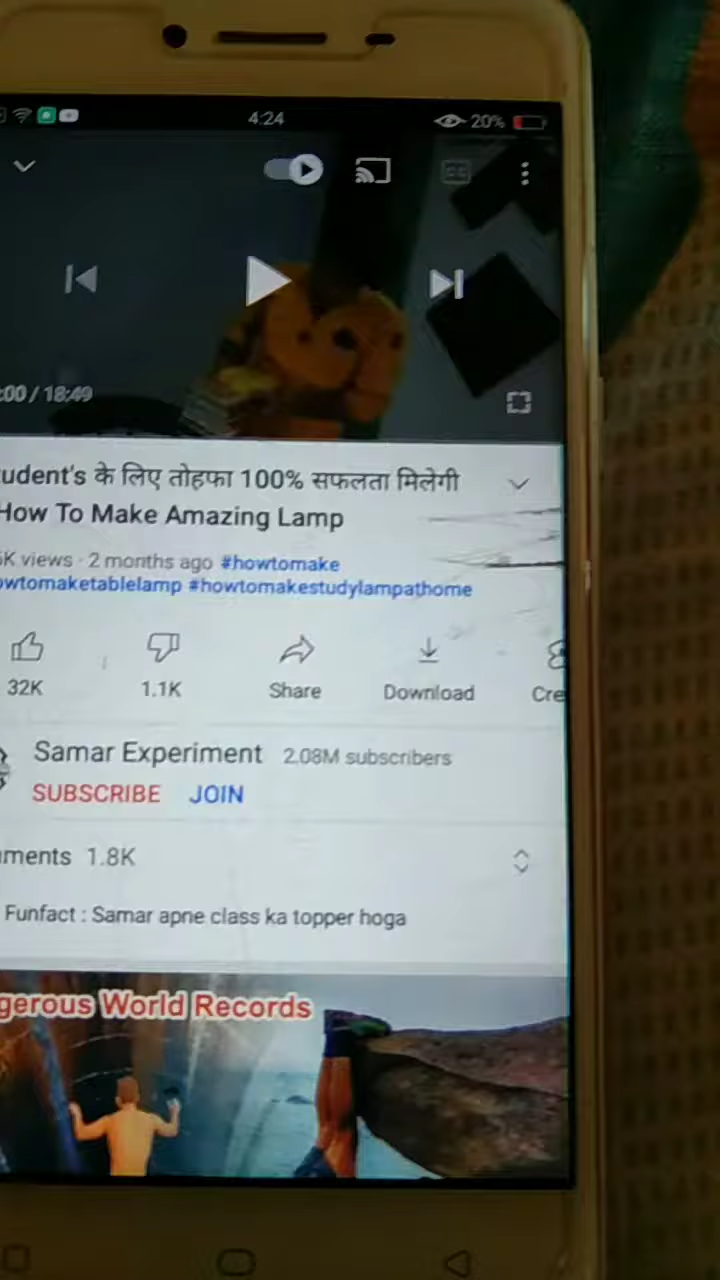 4:24
20%
:00 / 18:49
udent's के लिए तोहफा 100% सफलता मिलेगी
How To Make Amazing Lamp
K views · 2 months ago #howtomake
owtomaketablelamp #howtomakestudylampathome
32K 1.1K Share Download Cre
Samar Experiment 2.08M subscribers
SUBSCRIBE JOIN
ments 1.8K
Funfact : Samar apne class ka topper hoga
gerous World Records